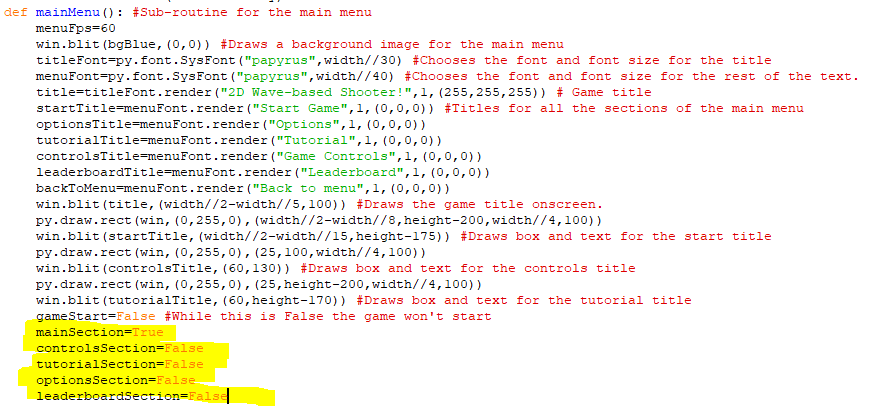 def mainMenu(): #Sub-routine for the main menu
    menuFps=60
    win.blit(bgBlue,(0,0)) #Draws a background image for the main menu
    titleFont=py.font.SysFont("papyrus",width//30) #Chooses the font and font size for the title
    menuFont=py.font.SysFont("papyrus",width//40) #Chooses the font and font size for the rest of the text.
    title=titleFont.render("2D Wave-based Shooter!",1,(255,255,255)) # Game title
    startTitle=menuFont.render("Start Game",1,(0,0,0)) #Titles for all the sections of the main menu
    optionsTitle=menuFont.render("Options",1,(0,0,0))
    tutorialTitle=menuFont.render("Tutorial",1,(0,0,0))
    controlsTitle=menuFont.render("Game Controls",1,(0,0,0))
    leaderboardTitle=menuFont.render("Leaderboard",1,(0,0,0))
    backToMenu=menuFont.render("Back to menu",1,(0,0,0))
    win.blit(title,(width//2-width//5,100)) #Draws the game title onscreen.
    py.draw.rect(win,(0,255,0),(width//2-width//8,height-200,width//4,100))
    win.blit(startTitle,(width//2-width//15,height-175)) #Draws box and text for the start title
    py.draw.rect(win,(0,255,0),(25,100,width//4,100))
    win.blit(controlsTitle,(60,130)) #Draws box and text for the controls title
    py.draw.rect(win,(0,255,0),(25,height-200,width//4,100))
    win.blit(tutorialTitle,(60,height-170)) #Draws box and text for the tutorial title
    gameStart=False #While this is False the game won't start
    mainSection=True
    controlsSection=False
    tutorialSection=False
    optionsSection=False
    leaderboardSection=False